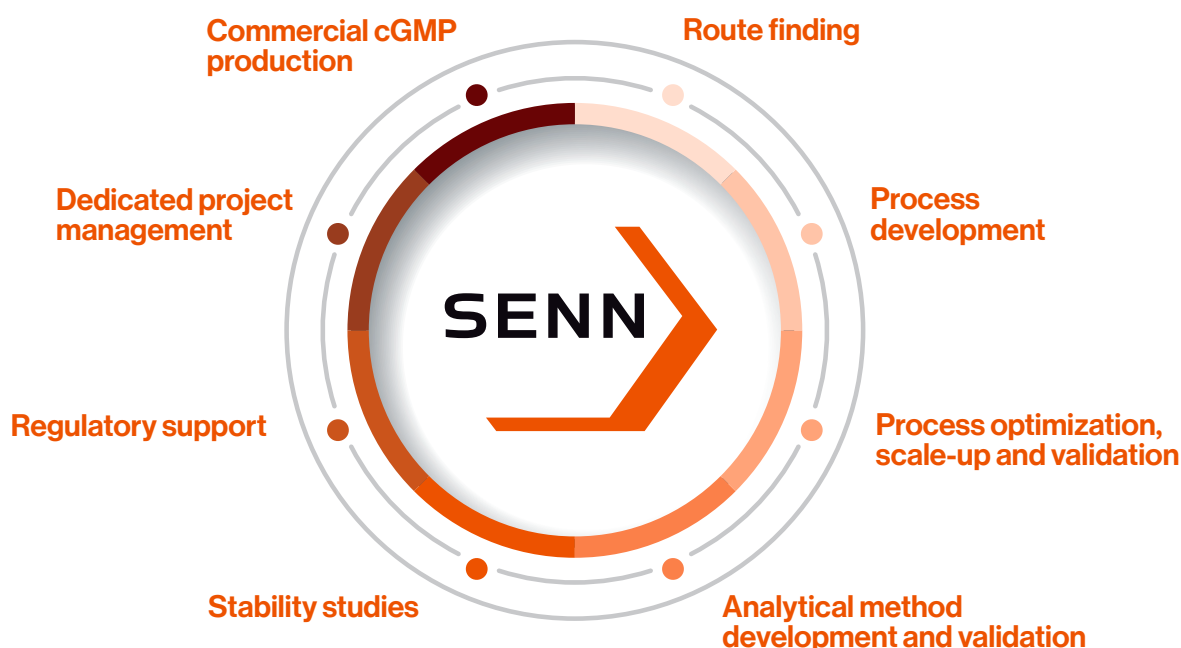 Commercial cGMP
production
Route finding
Dedicated project
management
Process
development
SENN
Regulatory support
Process optimization,
scale-up and validation
Stability studies
Analytical method
development and validation